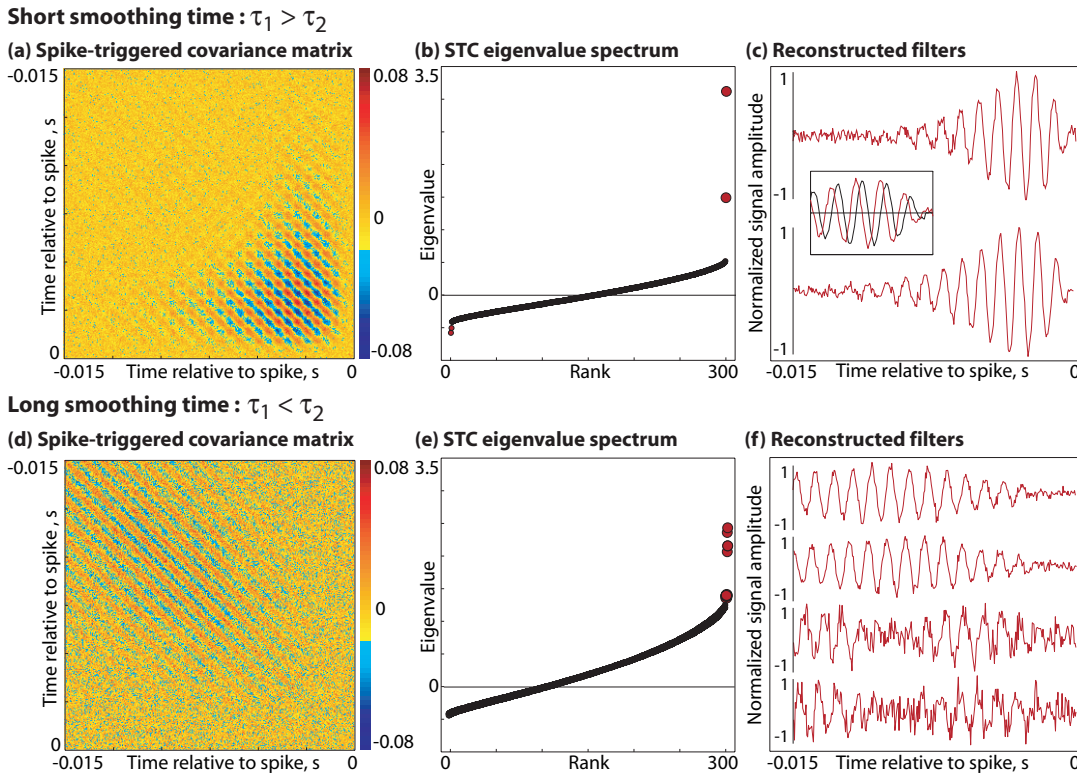 Short smoothing time : τ1 > τ2
(a) Spike-triggered covariance matrix
-0.015
0
Time relative to spike, s
-0.015
0
Time relative to spike, s
0.08
0
-0.08
(b) STC eigenvalue spectrum
3.5
0
Eigenvalue
0
300
Rank
(c) Reconstructed filters
Normalized signal amplitude
1
-1
1
-1
-0.015
0
Time relative to spike, s
Long smoothing time : τ1 < τ2
(d) Spike-triggered covariance matrix
-0.015
0
Time relative to spike, s
-0.015
0
Time relative to spike, s
0.08
0
-0.08
(e) STC eigenvalue spectrum
3.5
0
Eigenvalue
0
300
Rank
(f) Reconstructed filters
Normalized signal amplitude
1
-1
1
-1
1
-1
1
-1
-0.015
0
Time relative to spike, s